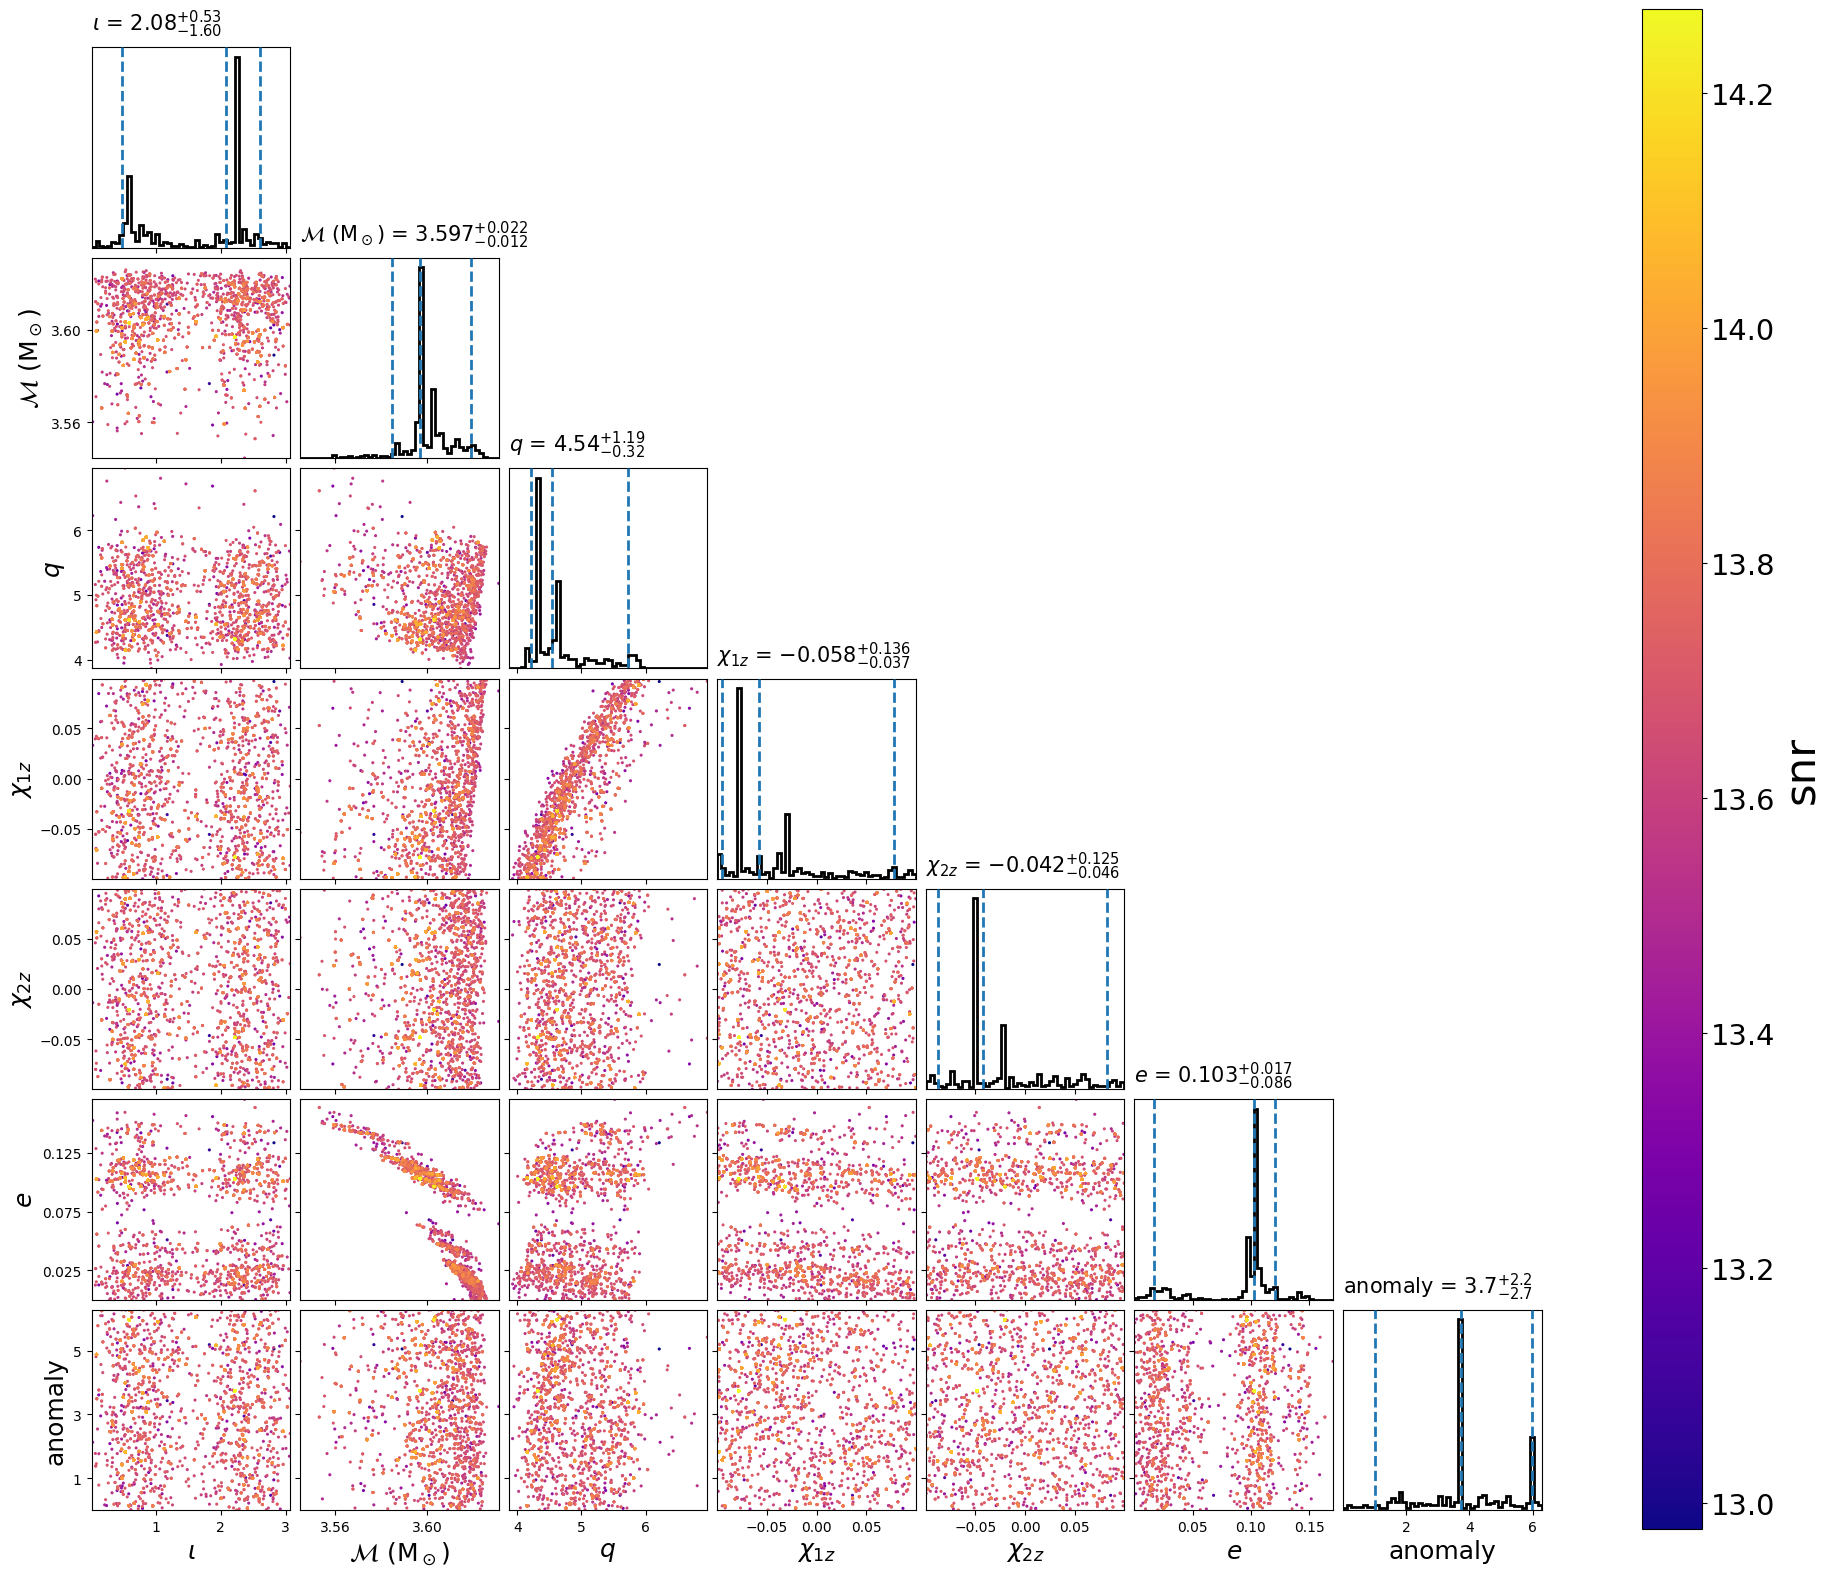 ι = 2.08+0.53−1.60
ℳ (M⊙) = 3.597+0.022−0.012
q = 4.54+1.19−0.32
χ1z = −0.058+0.136−0.037
χ2z = −0.042+0.125−0.046
e = 0.103+0.017−0.086
anomaly = 3.7+2.2−2.7
ℳ (M⊙)
3.60
3.56
q
6
5
4
χ1z
0.05
0.00
−0.05
χ2z
0.05
0.00
−0.05
e
0.125
0.075
0.025
anomaly
5
3
1
1 2 3
ι
3.56 3.60
ℳ (M⊙)
4 5 6
q
−0.05 0.00 0.05
χ1z
−0.05 0.00 0.05
χ2z
0.05 0.10 0.15
e
2 4 6
anomaly
14.2
14.0
13.8
13.6
13.4
13.2
13.0
snr